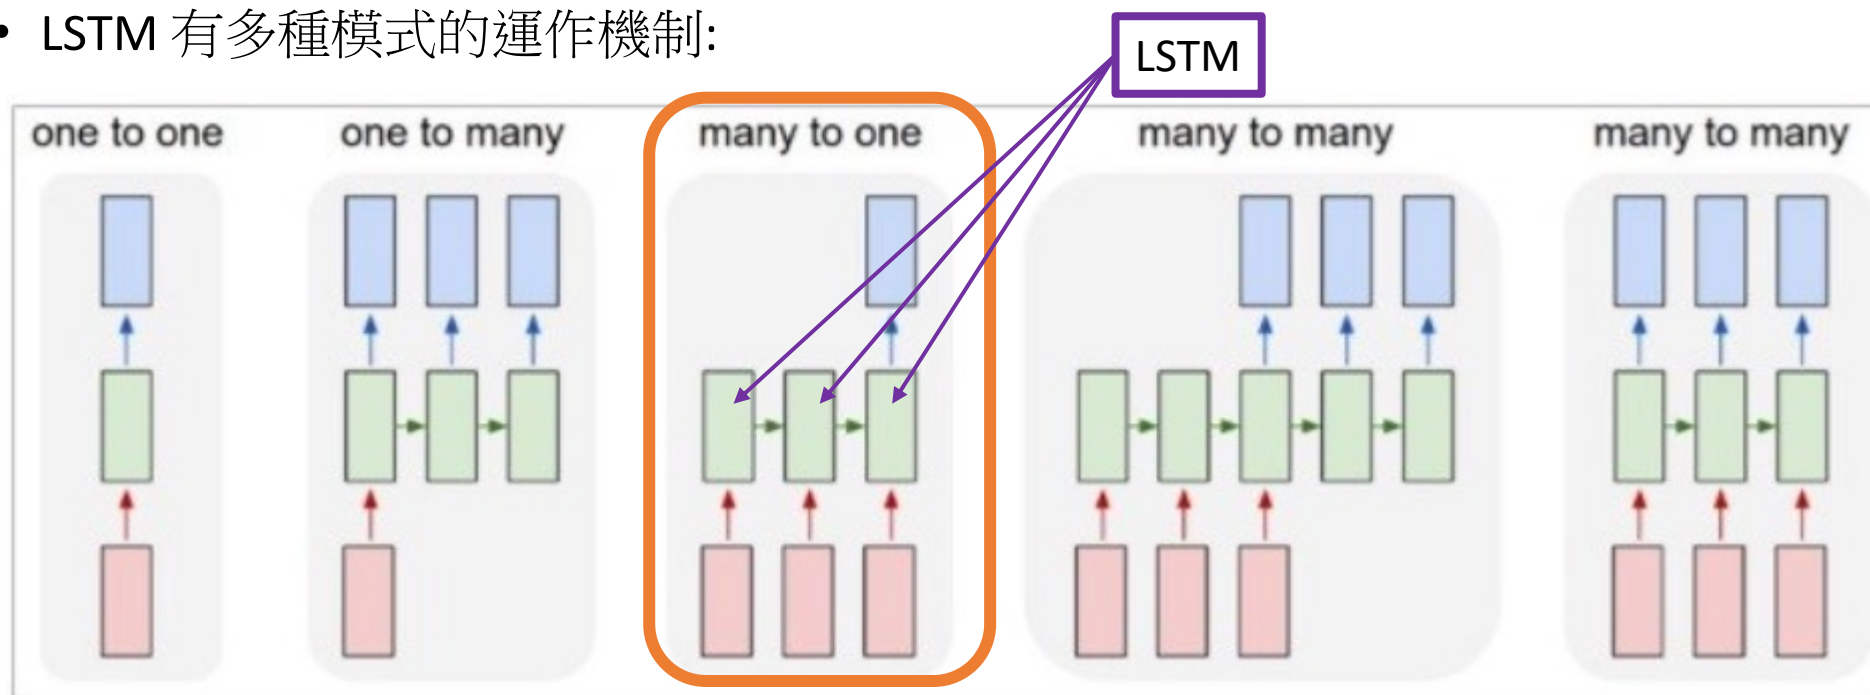 • LSTM 有多種模式的運作機制:
LSTM
one to one
one to many
many to one
many to many
many to many